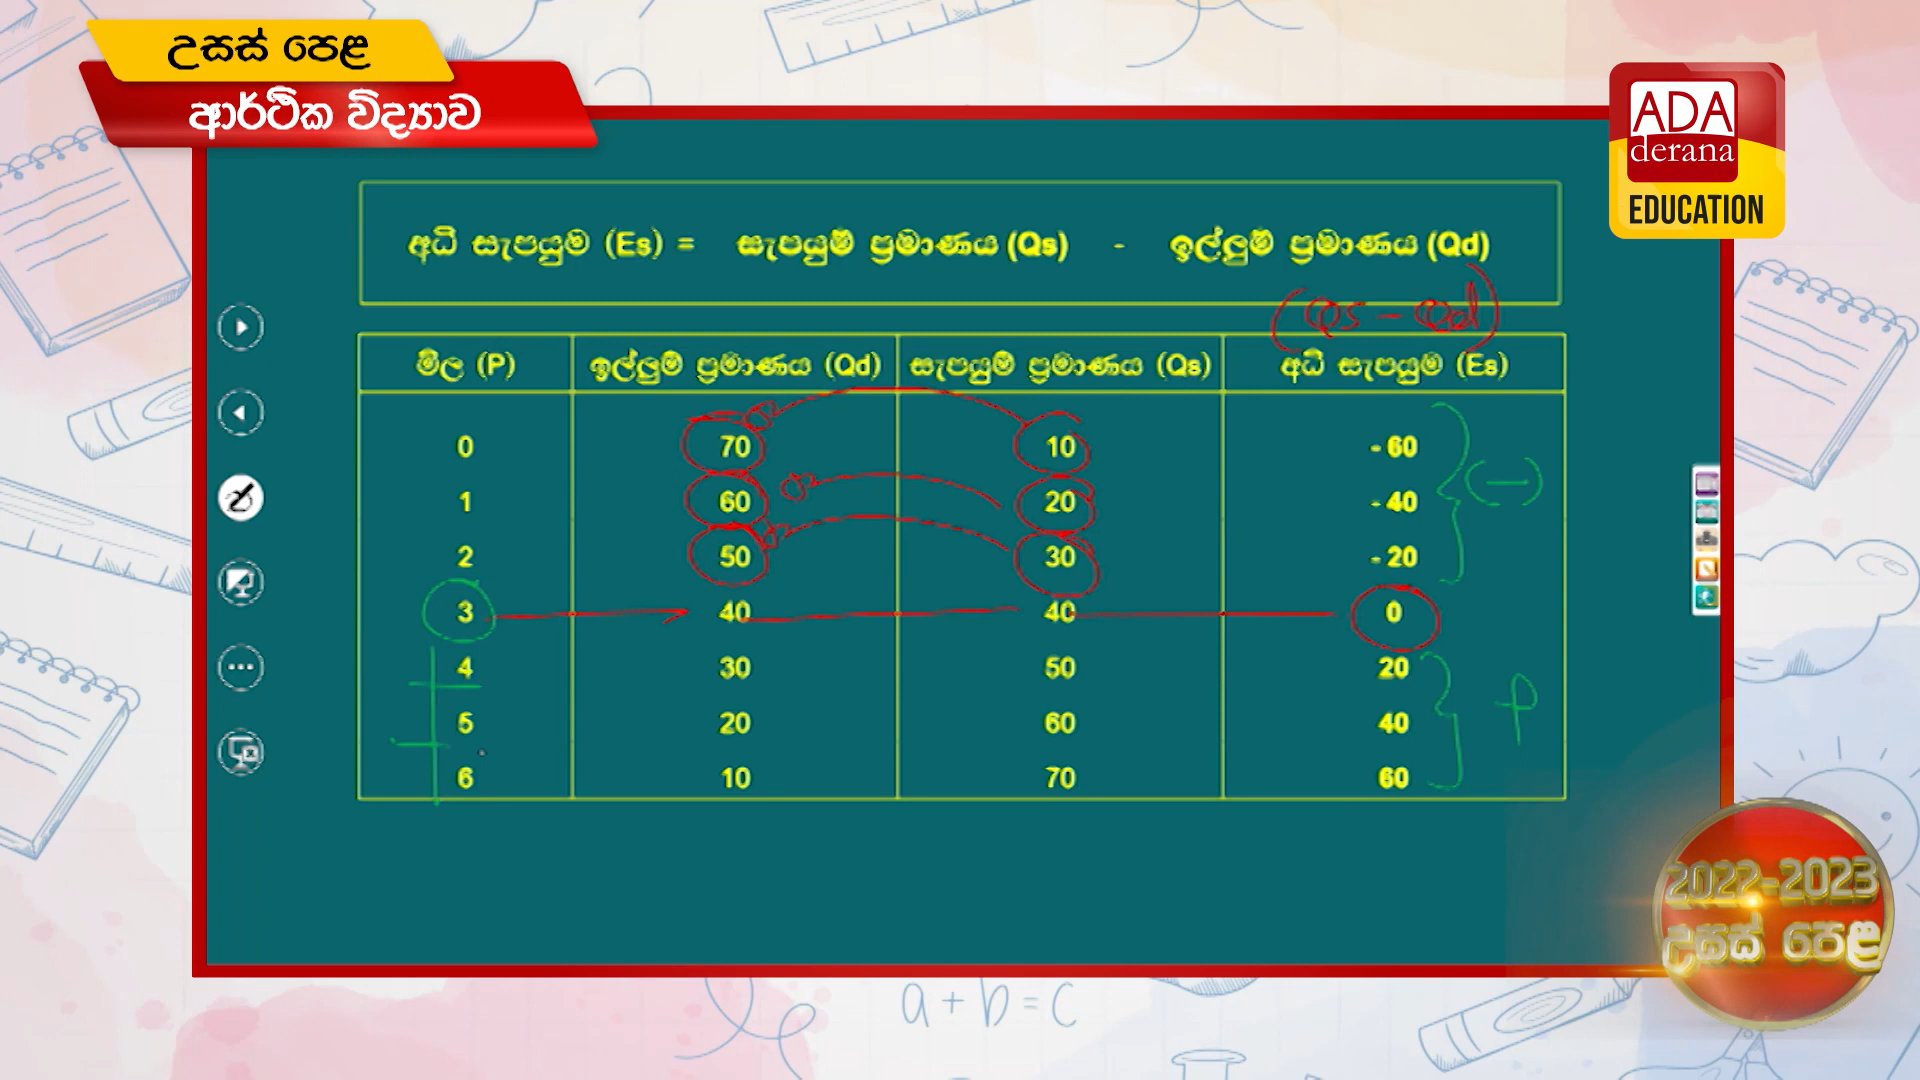 උසස් පෙළ
ආර්ථික විද්‍යාව
ADA
derana
EDUCATION
අධි සැපයුම (Es) = සැපයුම් ප්‍රමාණය (Qs) - ඉල්ලුම් ප්‍රමාණය (Qd)
(Qs - Qd)
මිල (P) ඉල්ලුම් ප්‍රමාණය (Qd) සැපයුම් ප්‍රමාණය (Qs) අධි සැපයුම (Es)
0 70 10 - 60
1 60 20 - 40
(-)
2 50 30 - 20
3 40 40 0
4 30 50 20
5 20 60 40
6 10 70 60
2022-2023
උසස් පෙළ
a + b = c